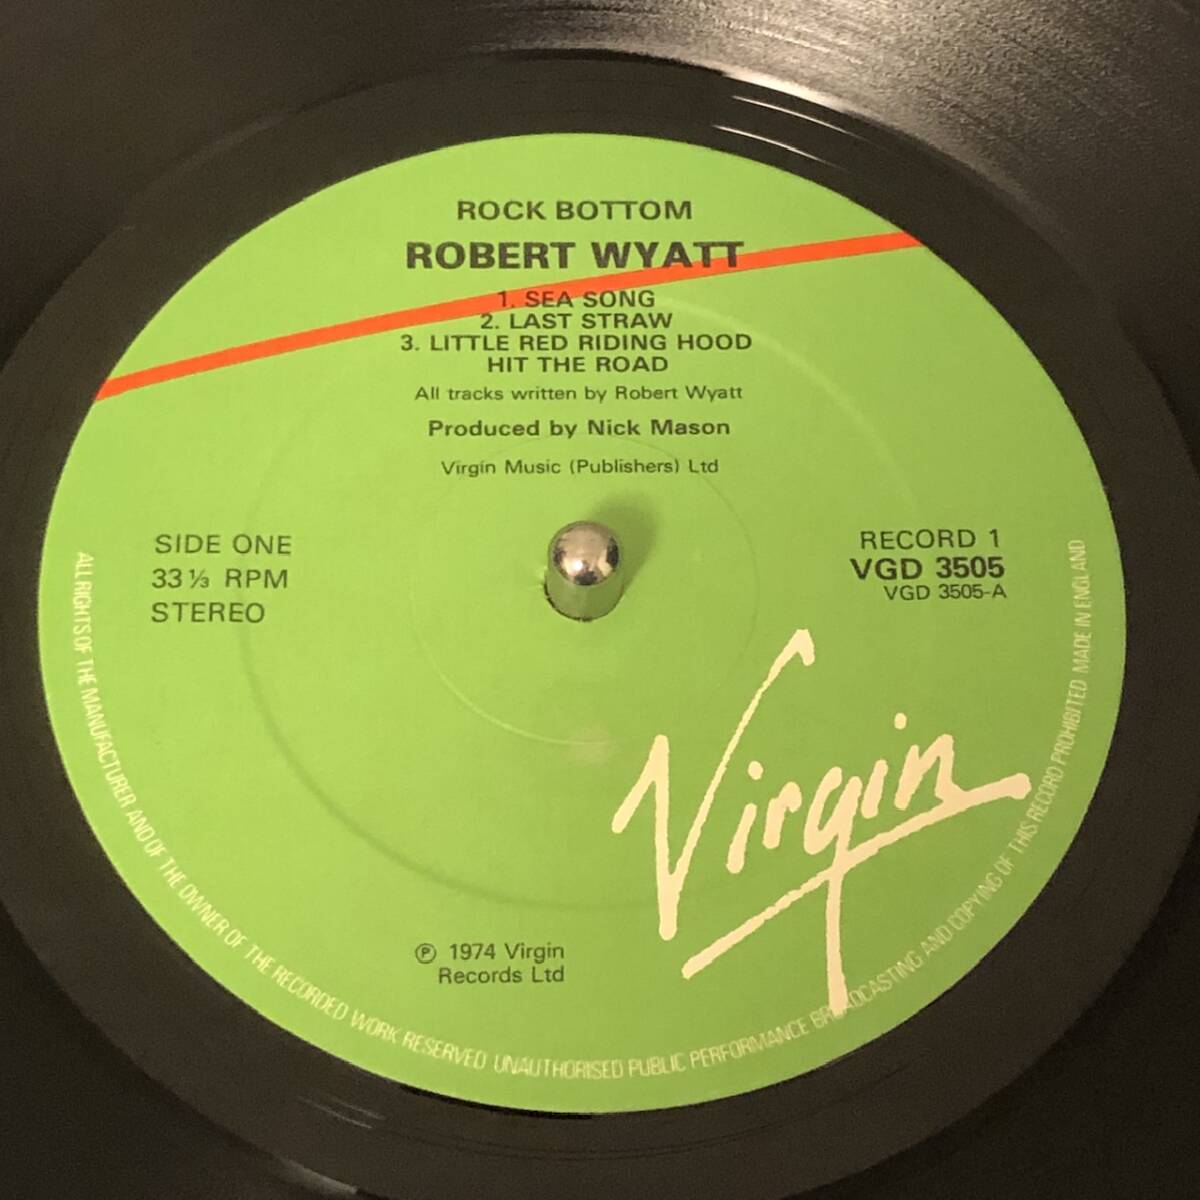 ROCK BOTTOM
ROBERT WYATT
1. SEA SONG
2. LAST STRAW
3. LITTLE RED RIDING HOOD
HIT THE ROAD
All tracks written by Robert Wyatt
Produced by Nick Mason
Virgin Music (Publishers) Ltd
SIDE ONE
33⅓ RPM
STEREO
RECORD 1
VGD 3505
VGD 3505-A
Virgin
℗ 1974 Virgin
Records Ltd
ALL RIGHTS OF THE MANUFACTURER AND OF THE OWNER OF THE RECORDED WORK RESERVED UNAUTHORISED PUBLIC PERFORMANCE BROADCASTING AND COPYING OF THIS RECORD PROHIBITED MADE IN ENGLAND